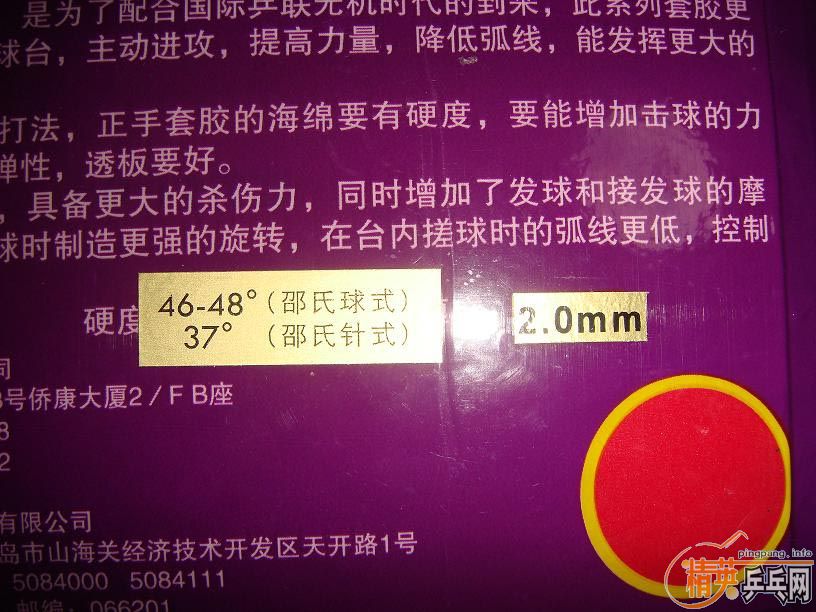 是为了配合国际乒联无机时代的到来，此系列套胶更
球台，主动进攻，提高力量，降低弧线，能发挥更大的
打法，正手套胶的海绵要有硬度，要能增加击球的力
弹性，透板要好。
，具备更大的杀伤力，同时增加了发球和接发球的摩
球时制造更强的旋转，在台内搓球时的弧线更低，控制
硬度
46-48°(邵氏球式)
37° (邵氏针式)
2.0mm
司
号侨康大厦2/F B座
8
2
有限公司
岛市山海关经济技术开发区天开路1号
5084000 5084111
邮编：066201
pingpang.info
精英乒乓网